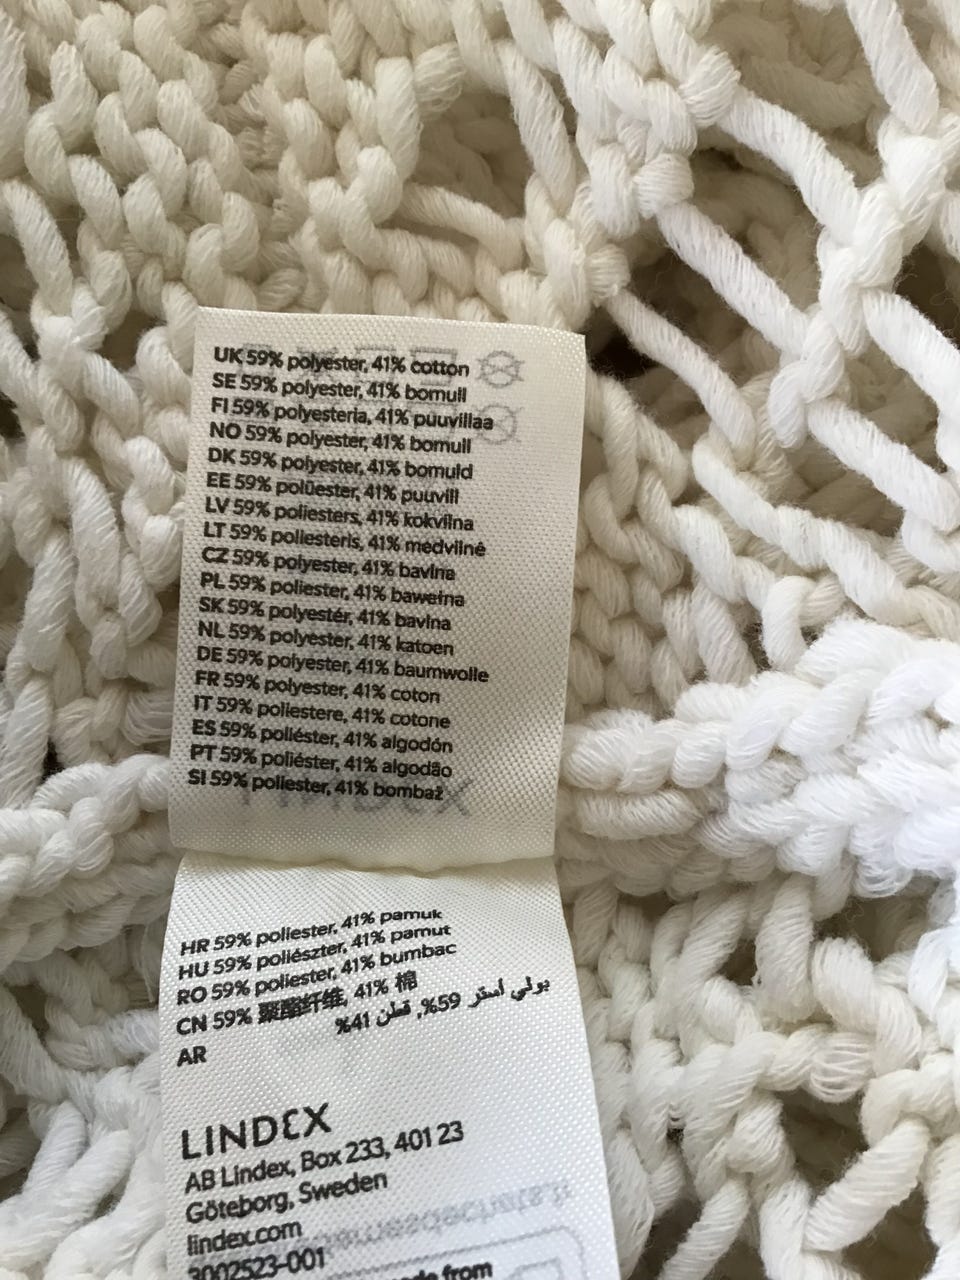 UK 59% polyester, 41% cotton
SE 59% polyester, 41% bomull
FI 59% polyesteria, 41% puuvillaa
NO 59% polyester, 41% bomull
DK 59% polyester, 41% bomuld
EE 59% polüester, 41% puuvill
LV 59% poliesters, 41% kokvilna
LT 59% poliesteris, 41% medvilnė
CZ 59% polyester, 41% bavlna
PL 59% poliester, 41% bawełna
SK 59% polyestér, 41% bavlna
NL 59% polyester, 41% katoen
DE 59% polyester, 41% baumwolle
FR 59% polyester, 41% coton
IT 59% poliestere, 41% cotone
ES 59% poliéster, 41% algodón
PT 59% poliéster, 41% algodão
SI 59% poliester, 41% bombaž
HR 59% poliester, 41% pamuk
HU 59% poliészter, 41% pamut
RO 59% poliester, 41% bumbac
CN 59% 聚酯纤维, 41% 棉
AR بولي استر 59%, قطن 41%
LINDEX
AB Lindex, Box 233, 401 23
Göteborg, Sweden
lindex.com
3002523-001
from